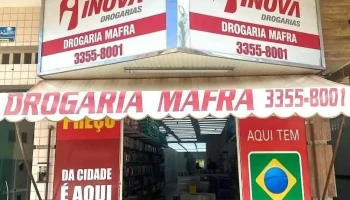 INOVA
DROGARIAS
DROGARIA MAFRA
3355-8001
INOVA
DROGARIAS
DROGARIA MAFRA
3355-8001
DROGARIA MAFRA 3355-8001
PREÇO
DA CIDADE
É AQUI
AQUI TEM